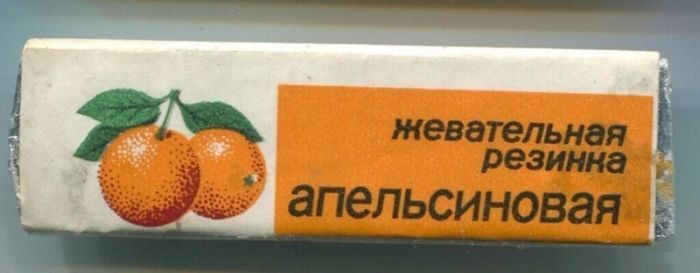 жевательная
резинка
апельсиновая